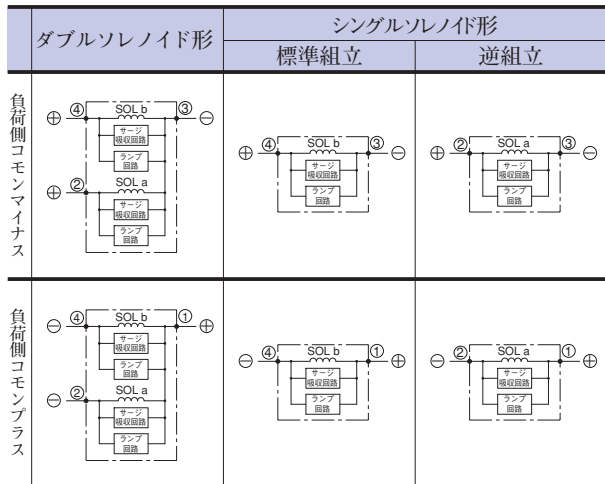 ダブルソレノイド形
シングルソレノイド形
標準組立
逆組立
負荷側コモンマイナス
④ SOL b ③
⊕ ⊖
サージ
吸収回路
ランプ
回路
② SOL a
⊕
サージ
吸収回路
ランプ
回路
④ SOL b ③
⊕ ⊖
サージ
吸収回路
ランプ
回路
② SOL a ③
⊕ ⊖
サージ
吸収回路
ランプ
回路
負荷側コモンプラス
④ SOL b ①
⊖ ⊕
サージ
吸収回路
ランプ
回路
② SOL a
⊖
サージ
吸収回路
ランプ
回路
④ SOL b ①
⊖ ⊕
サージ
吸収回路
ランプ
回路
② SOL a ①
⊖ ⊕
サージ
吸収回路
ランプ
回路